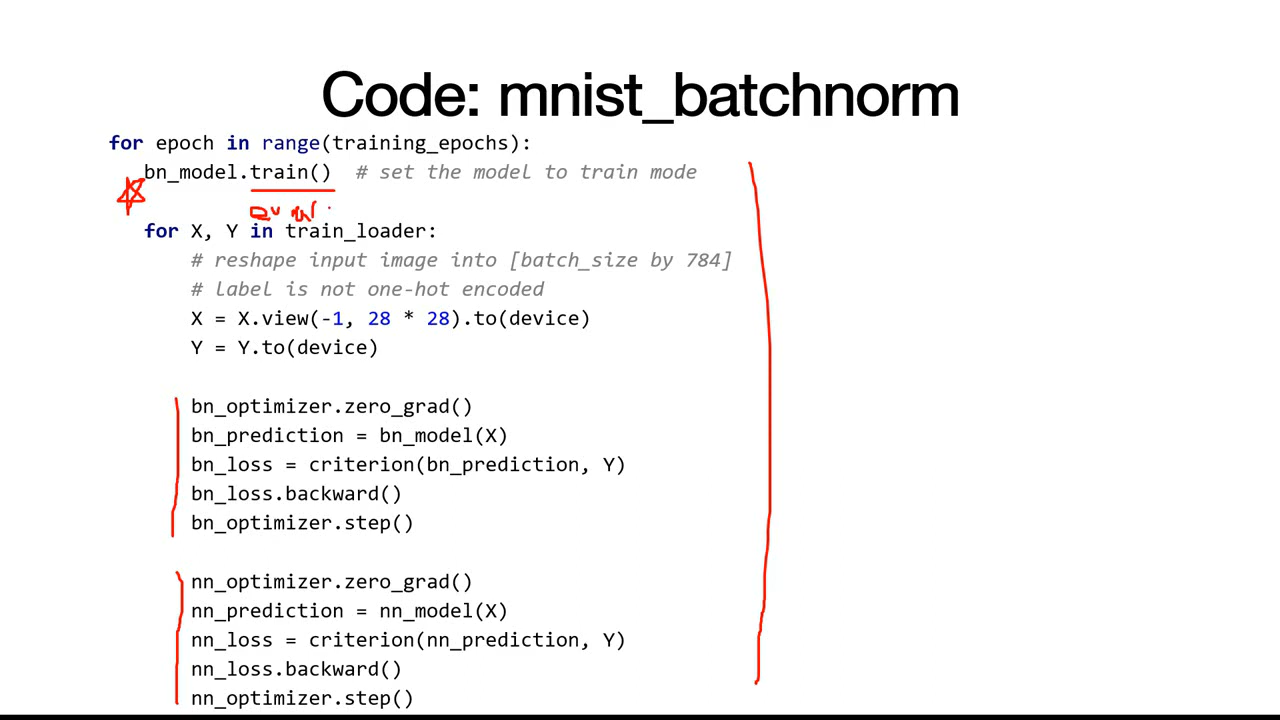 Code: mnist_batchnorm
for epoch in range(training_epochs):
bn_model.train()  # set the model to train mode
for X, Y in train_loader:
# reshape input image into [batch_size by 784]
# label is not one-hot encoded
X = X.view(-1, 28 * 28).to(device)
Y = Y.to(device)
bn_optimizer.zero_grad()
bn_prediction = bn_model(X)
bn_loss = criterion(bn_prediction, Y)
bn_loss.backward()
bn_optimizer.step()
nn_optimizer.zero_grad()
nn_prediction = nn_model(X)
nn_loss = criterion(nn_prediction, Y)
nn_loss.backward()
nn_optimizer.step()